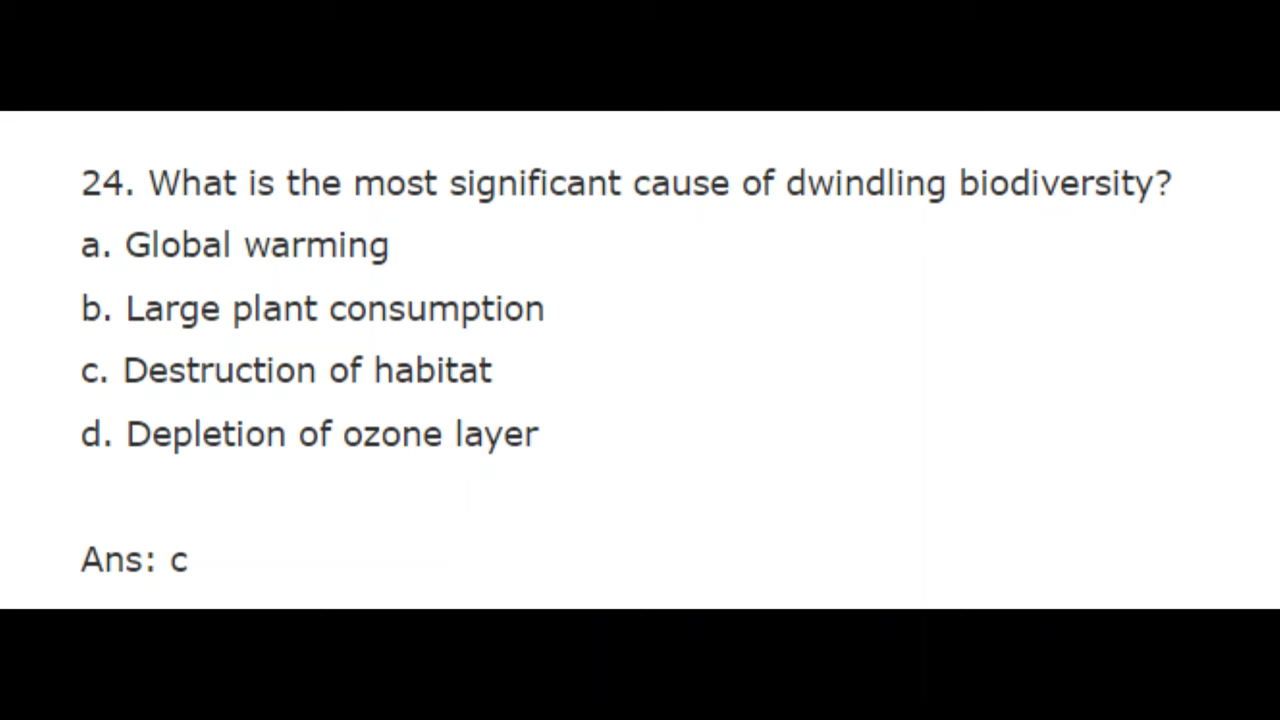 24. What is the most significant cause of dwindling biodiversity?
a. Global warming
b. Large plant consumption
c. Destruction of habitat
d. Depletion of ozone layer
Ans: c